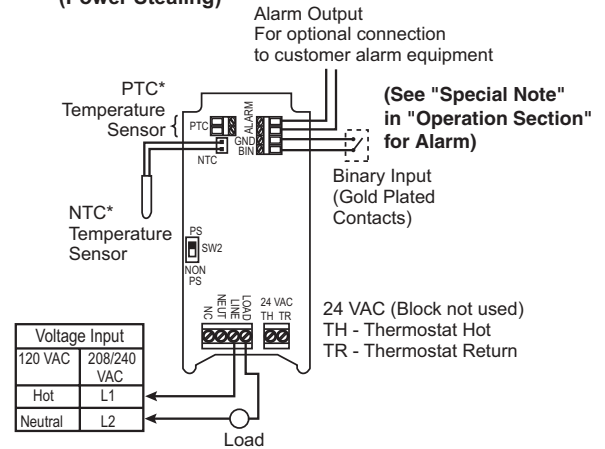 (Power Stealing)
Alarm Output
For optional connection
to customer alarm equipment
PTC*
Temperature
Sensor
(See "Special Note"
in "Operation Section"
for Alarm)
PTC
ALARM
GND
BIN
NTC
Binary Input
(Gold Plated
Contacts)
NTC*
Temperature
Sensor
PS
SW2
NON
PS
NC NEUT LINE LOAD
24 VAC
TH TR
24 VAC (Block not used)
TH - Thermostat Hot
TR - Thermostat Return
Voltage Input
120 VAC 208/240
VAC
Hot L1
Neutral L2
Load